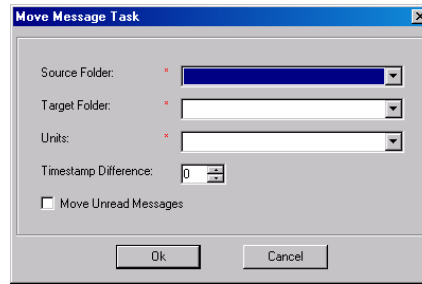 Move Message Task
Source Folder: *
Target Folder: *
Units: *
Timestamp Difference: 0
Move Unread Messages
Ok Cancel